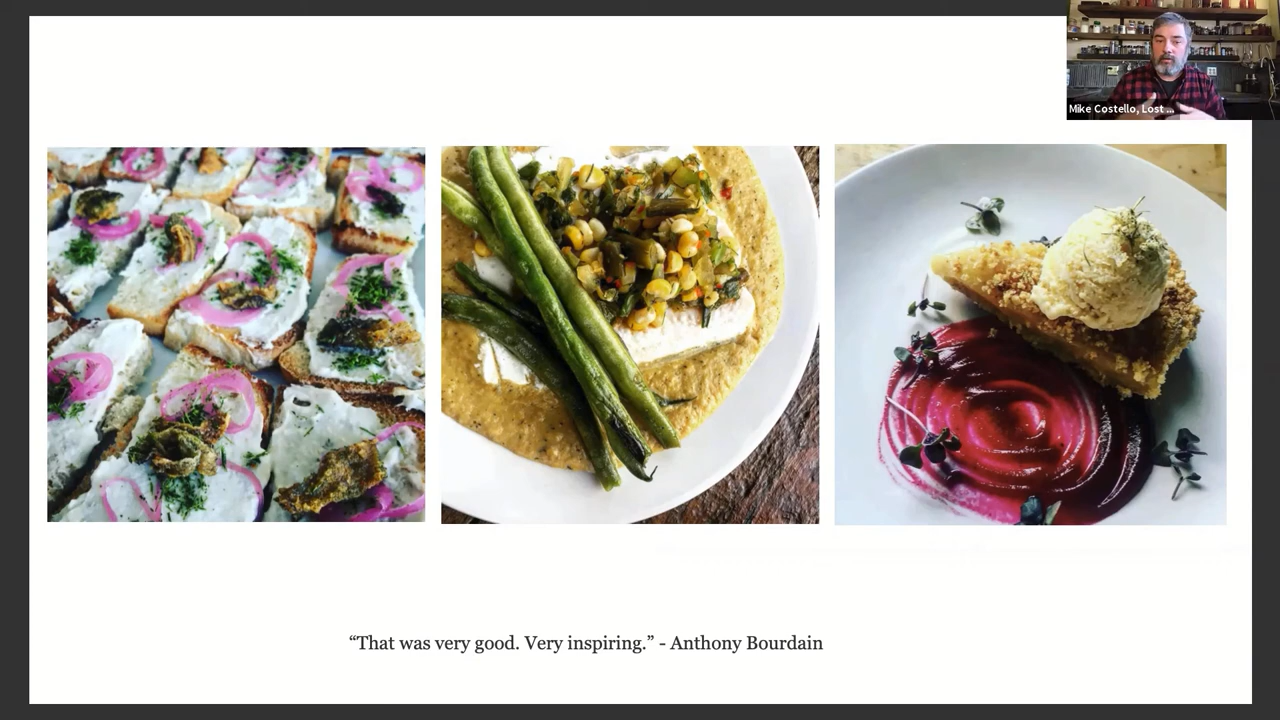 Mike Costello, Lost ...
“That was very good. Very inspiring.” - Anthony Bourdain